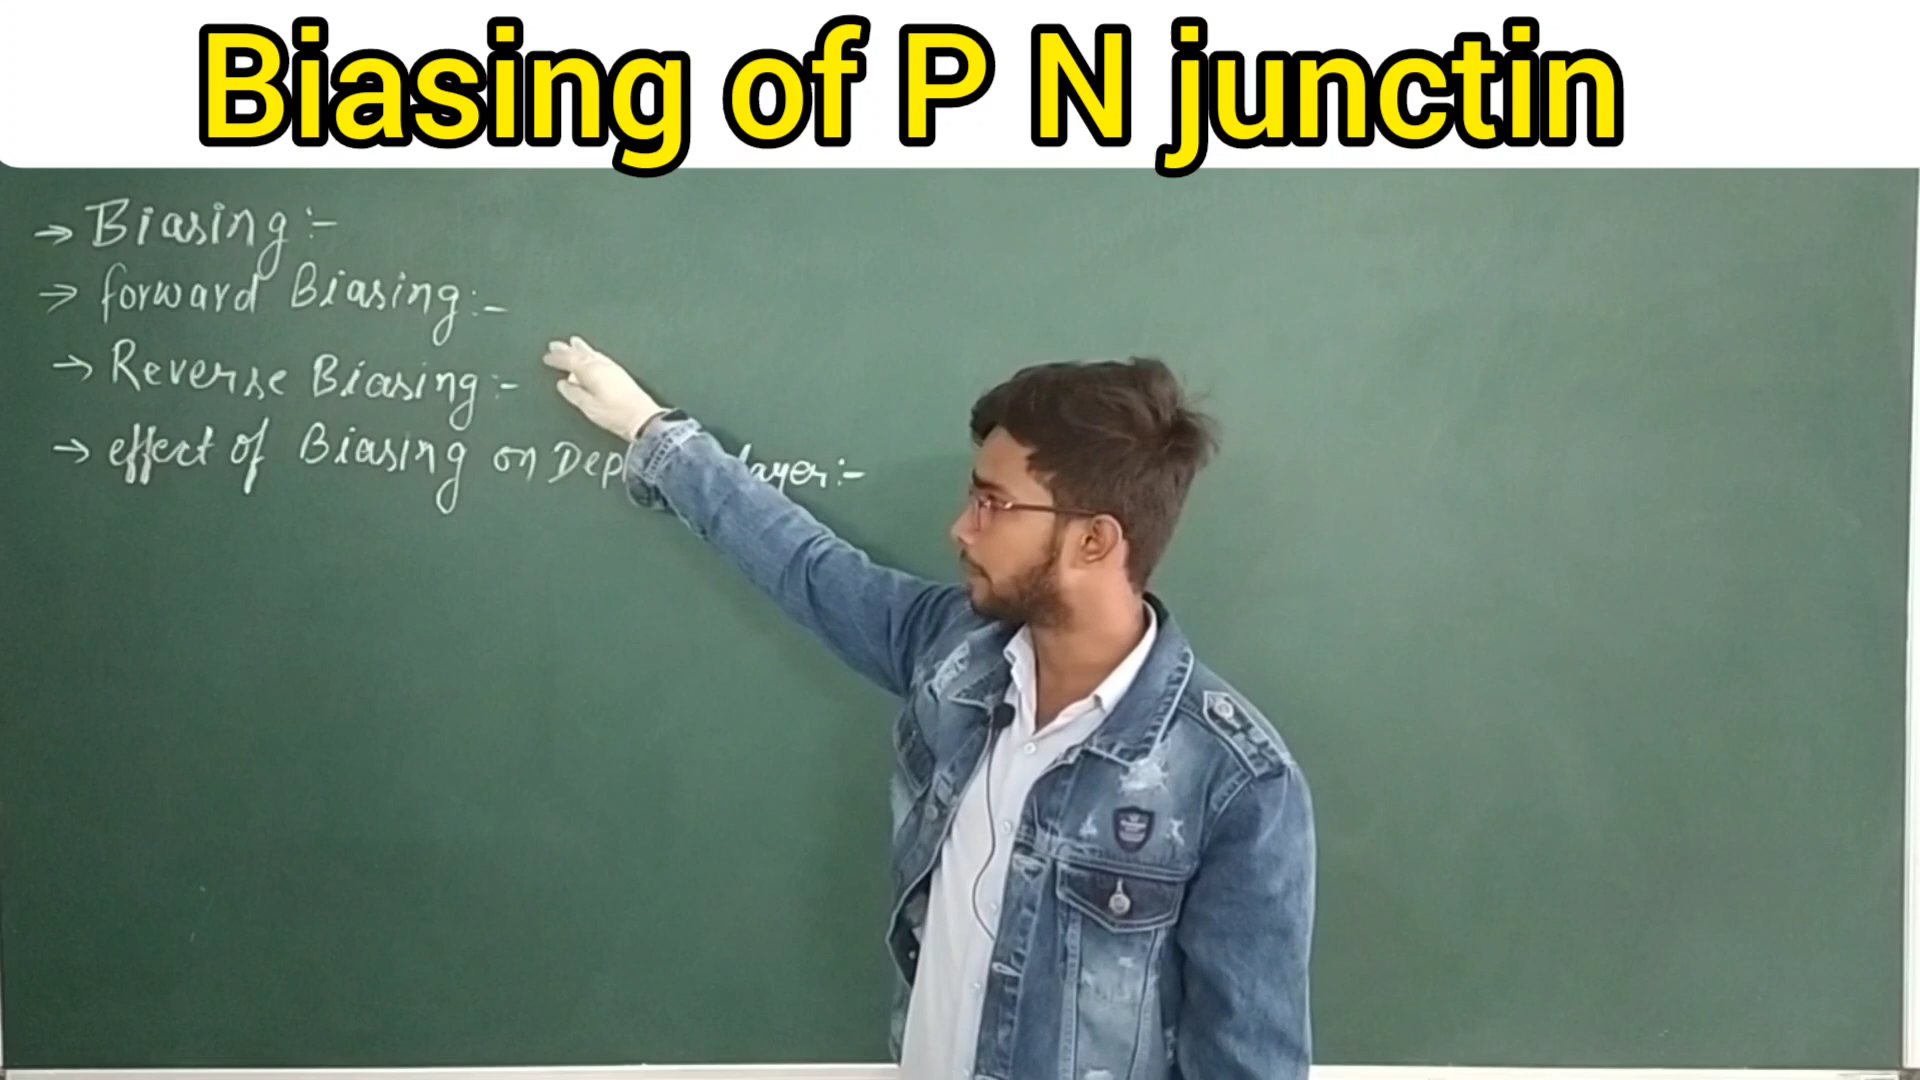 Biasing of P N junctin
→ Biasing:-
→ forward Biasing:-
→ Reverse Biasing:-
→ effect of Biasing on Dep layer:-